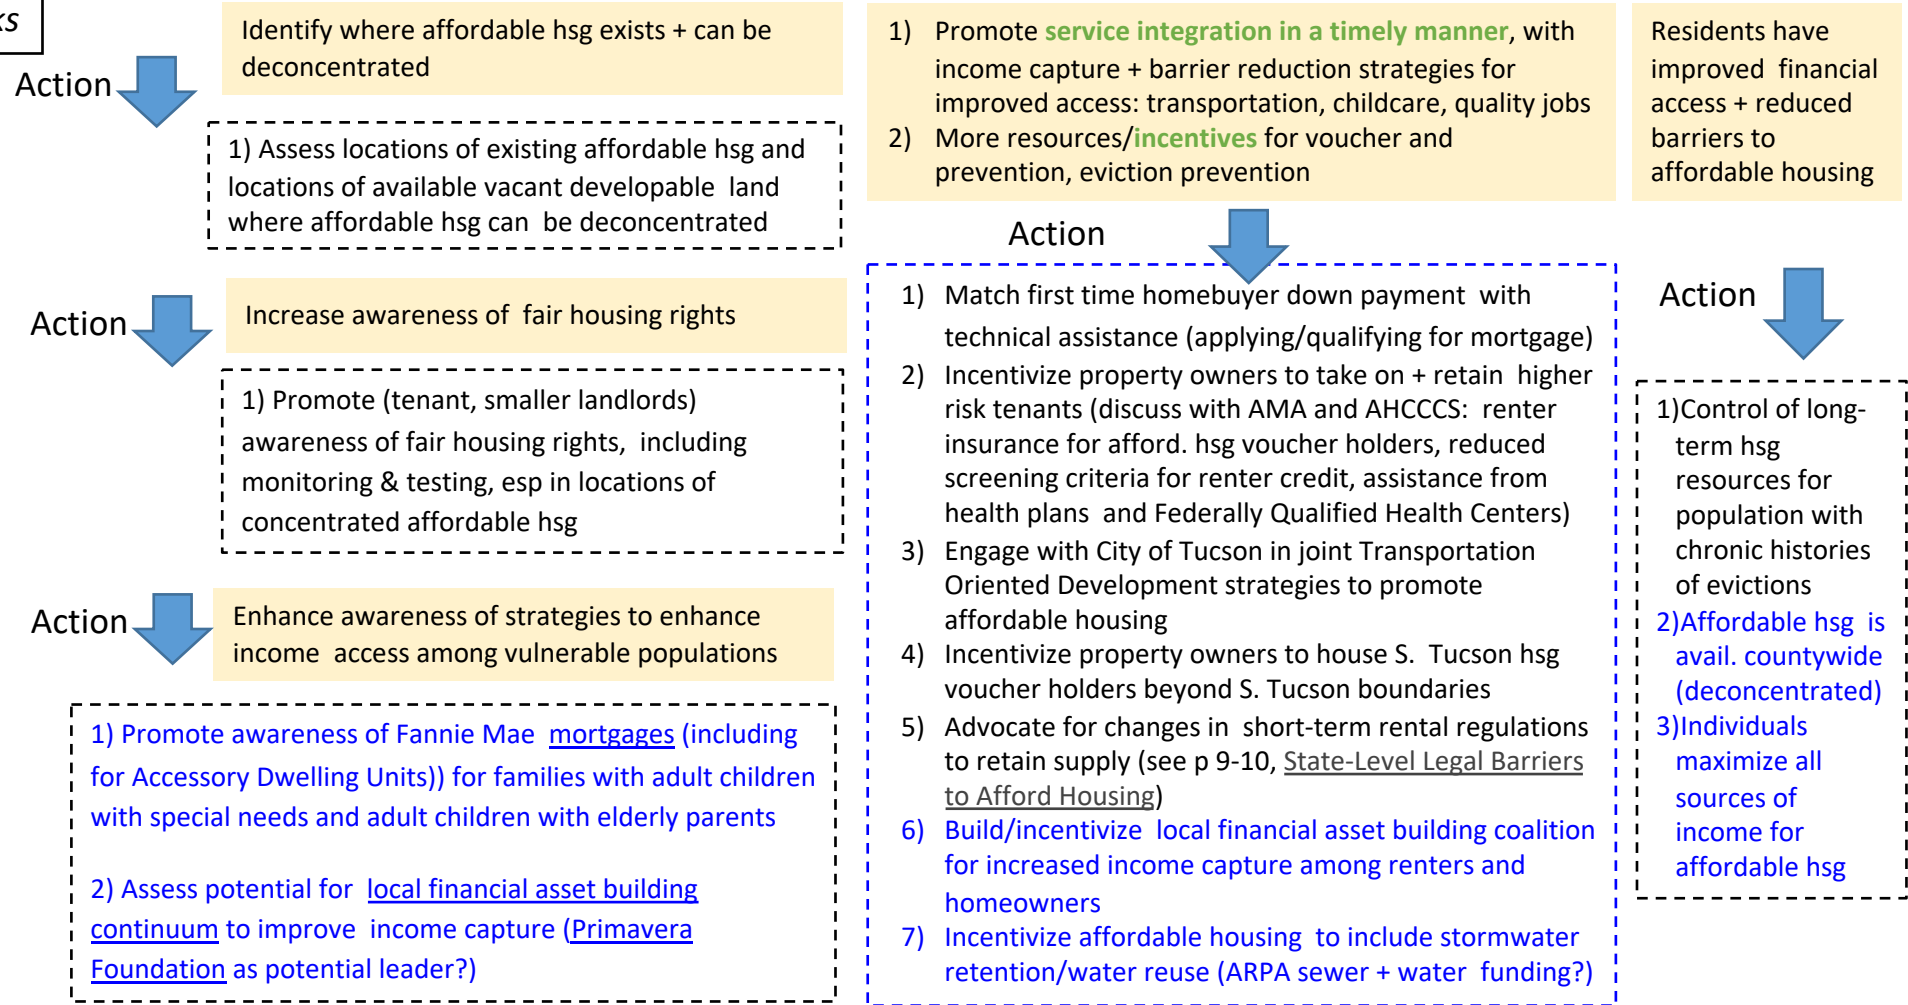 Action
Identify where affordable hsg exists + can be
deconcentrated
1) Assess locations of existing affordable hsg and
locations of available vacant developable land
where affordable hsg can be deconcentrated
Action
Increase awareness of fair housing rights
1) Promote (tenant, smaller landlords)
awareness of fair housing rights, including
monitoring & testing, esp in locations of
concentrated affordable hsg
Action
Enhance awareness of strategies to enhance
income access among vulnerable populations
1) Promote awareness of Fannie Mae mortgages (including
for Accessory Dwelling Units)) for families with adult children
with special needs and adult children with elderly parents
2) Assess potential for local financial asset building
continuum to improve income capture (Primavera
Foundation as potential leader?)
1) Promote service integration in a timely manner, with
income capture + barrier reduction strategies for
improved access: transportation, childcare, quality jobs
2) More resources/incentives for voucher and
prevention, eviction prevention
Action
1) Match first time homebuyer down payment with
technical assistance (applying/qualifying for mortgage)
2) Incentivize property owners to take on + retain higher
risk tenants (discuss with AMA and AHCCCS: renter
insurance for afford. hsg voucher holders, reduced
screening criteria for renter credit, assistance from
health plans and Federally Qualified Health Centers)
3) Engage with City of Tucson in joint Transportation
Oriented Development strategies to promote
affordable housing
4) Incentivize property owners to house S. Tucson hsg
voucher holders beyond S. Tucson boundaries
5) Advocate for changes in short-term rental regulations
to retain supply (see p 9-10, State-Level Legal Barriers
to Afford Housing)
6) Build/incentivize local financial asset building coalition
for increased income capture among renters and
homeowners
7) Incentivize affordable housing to include stormwater
retention/water reuse (ARPA sewer + water funding?)
Residents have
improved financial
access + reduced
barriers to
affordable housing
Action
1)Control of long-
term hsg
resources for
population with
chronic histories
of evictions
2)Affordable hsg is
avail. countywide
(deconcentrated)
3)Individuals
maximize all
sources of
income for
affordable hsg